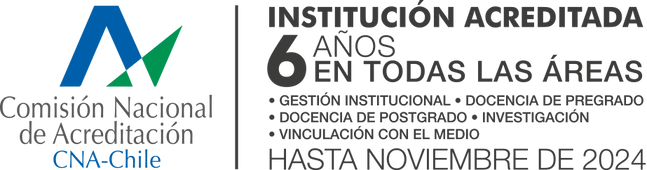 Comisión Nacional
de Acreditación
CNA-Chile
INSTITUCIÓN ACREDITADA
6 AÑOS
EN TODAS LAS ÁREAS
• GESTIÓN INSTITUCIONAL • DOCENCIA DE PREGRADO
• DOCENCIA DE POSTGRADO • INVESTIGACIÓN
• VINCULACIÓN CON EL MEDIO
HASTA NOVIEMBRE DE 2024